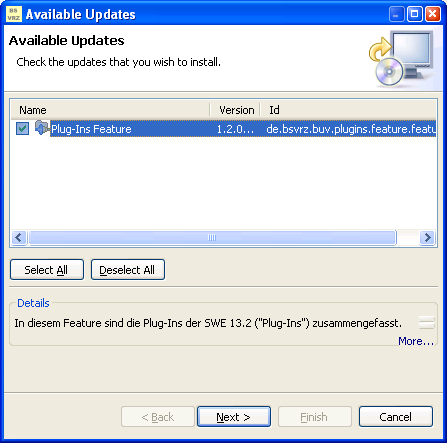 BS VRZ Available Updates
Available Updates
Check the updates that you wish to install.
Name Version Id
Plug-Ins Feature 1.2.0... de.bsvrz.buv.plugins.feature.featu
Select All Deselect All
Details
In diesem Feature sind die Plug-Ins der SWE 13.2 ("Plug-Ins") zusammengefasst.
More...
< Back Next > Finish Cancel